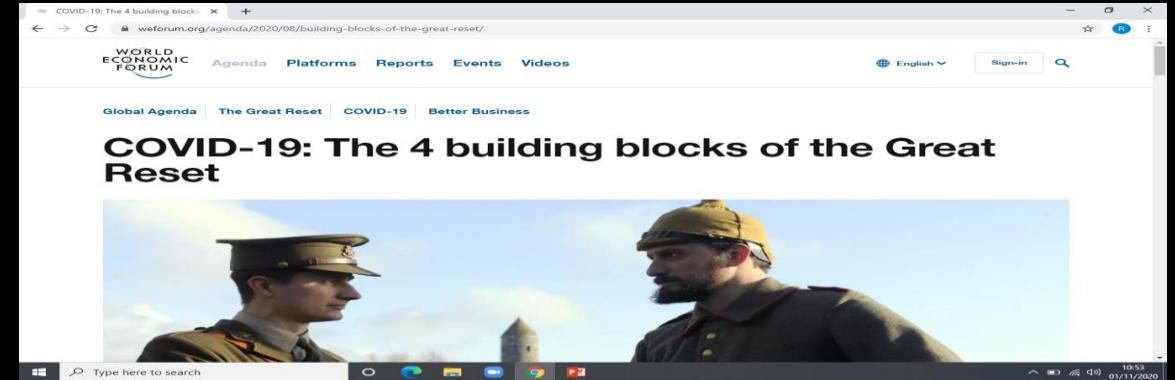 COVID-19: The 4 building blocks
weforum.org/agenda/2020/08/building-blocks-of-the-great-reset/
R
WORLD
ECONOMIC
FORUM
Agenda Platforms Reports Events Videos
English
Sign-in
Global Agenda The Great Reset COVID-19 Better Business
COVID-19: The 4 building blocks of the Great
Reset
Type here to search
10:53
01/11/2020